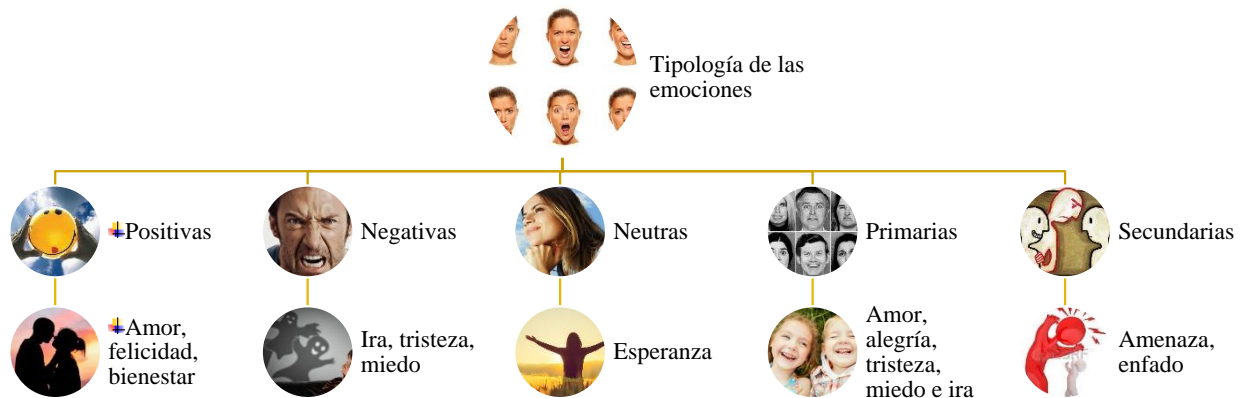 Tipología de las
emociones
Positivas
Negativas
Neutras
Primarias
Secundarias
Amor,
felicidad,
bienestar
Ira, tristeza,
miedo
Esperanza
Amor,
alegría,
tristeza,
miedo e ira
Amenaza,
enfado